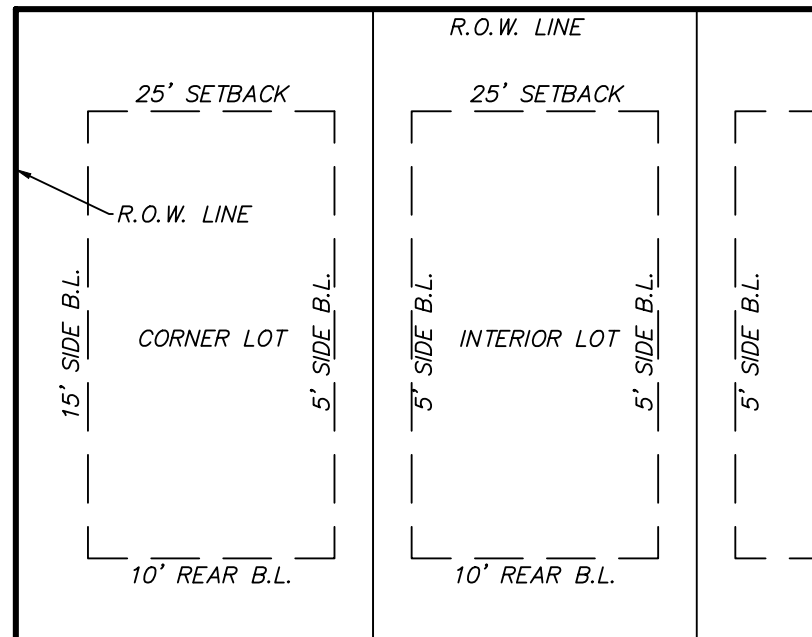 R.O.W. LINE
25' SETBACK
25' SETBACK
R.O.W. LINE
15' SIDE B.L.
CORNER LOT
5' SIDE B.L.
5' SIDE B.L.
INTERIOR LOT
5' SIDE B.L.
5' SIDE B.L.
10' REAR B.L.
10' REAR B.L.